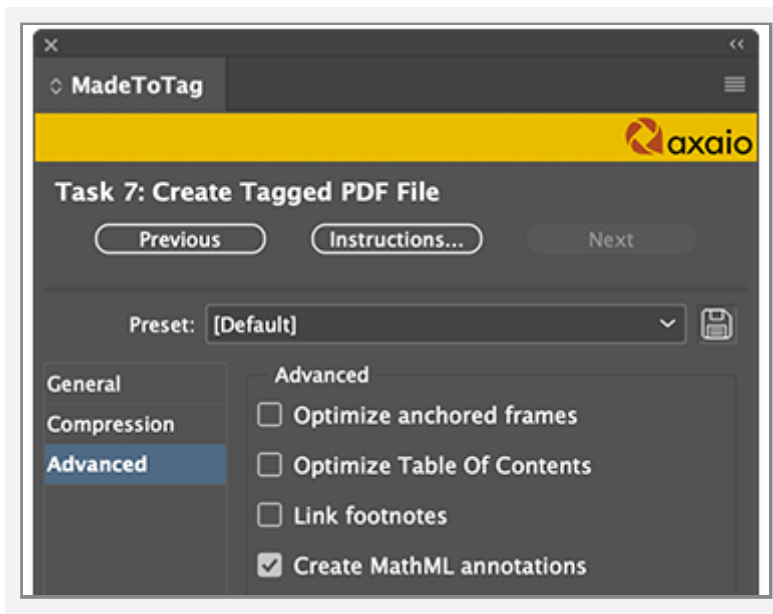 MadeToTag
axaio
Task 7: Create Tagged PDF File
Previous
Instructions...
Next
Preset: [Default]
General
Compression
Advanced
Advanced
Optimize anchored frames
Optimize Table Of Contents
Link footnotes
Create MathML annotations